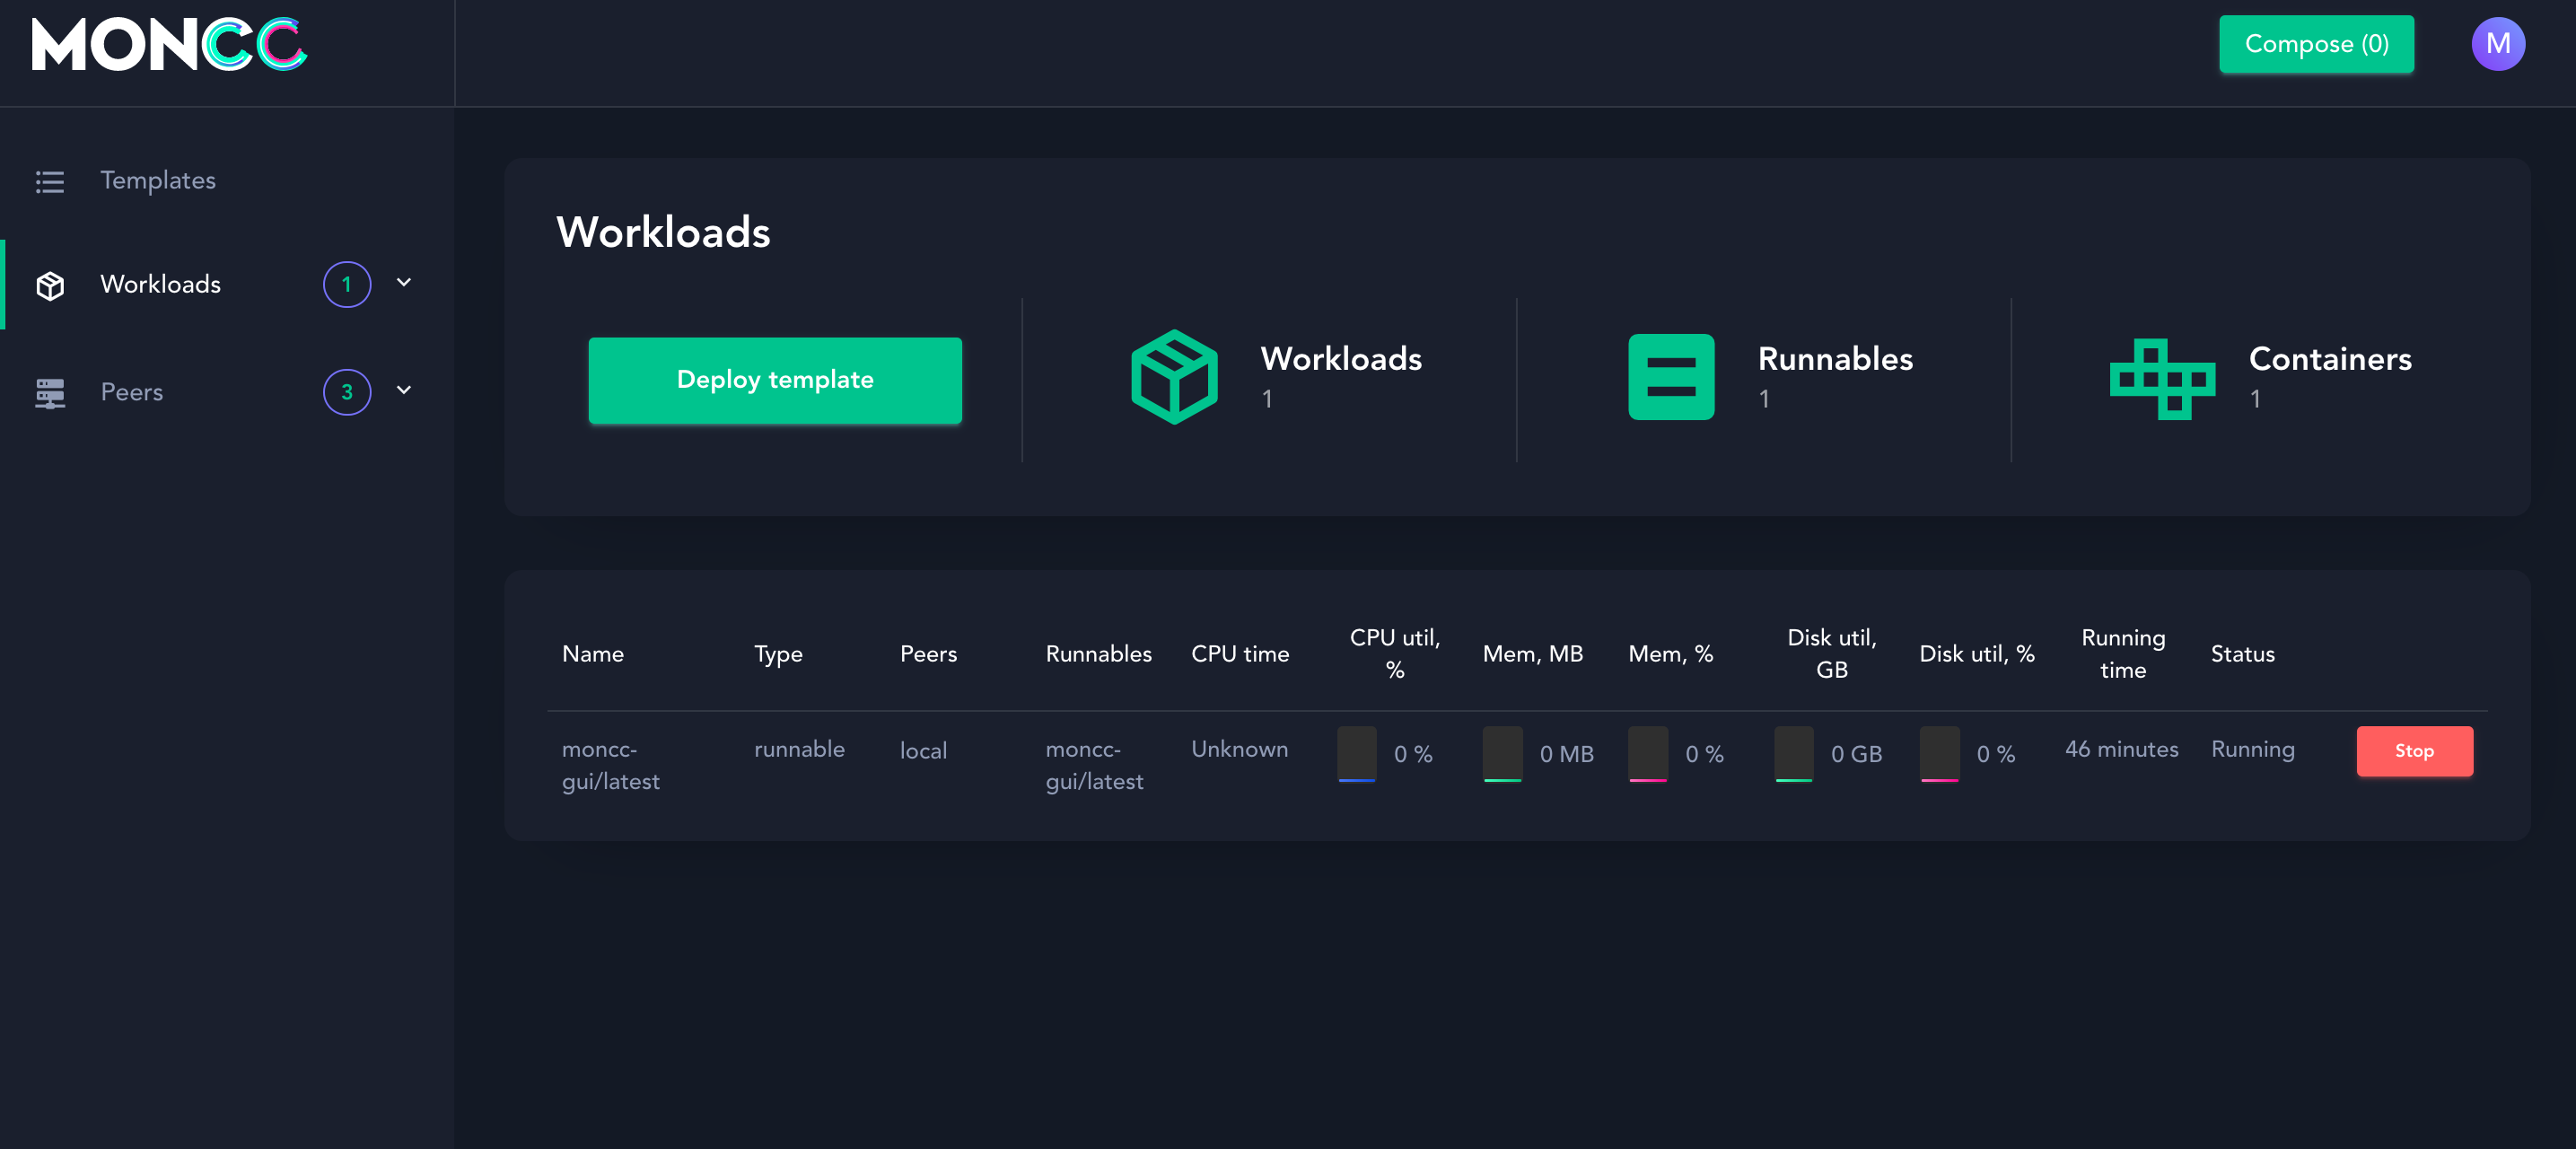 MONCC
Compose (0)
M
Templates
Workloads 1
Peers 3
Workloads
Deploy template
Workloads
1
Runnables
1
Containers
1
Name Type Peers Runnables CPU time CPU util, % Mem, MB Mem, % Disk util, GB Disk util, % Running time Status
moncc-gui/latest runnable local moncc-gui/latest Unknown 0 % 0 MB 0 % 0 GB 0 % 46 minutes Running Stop